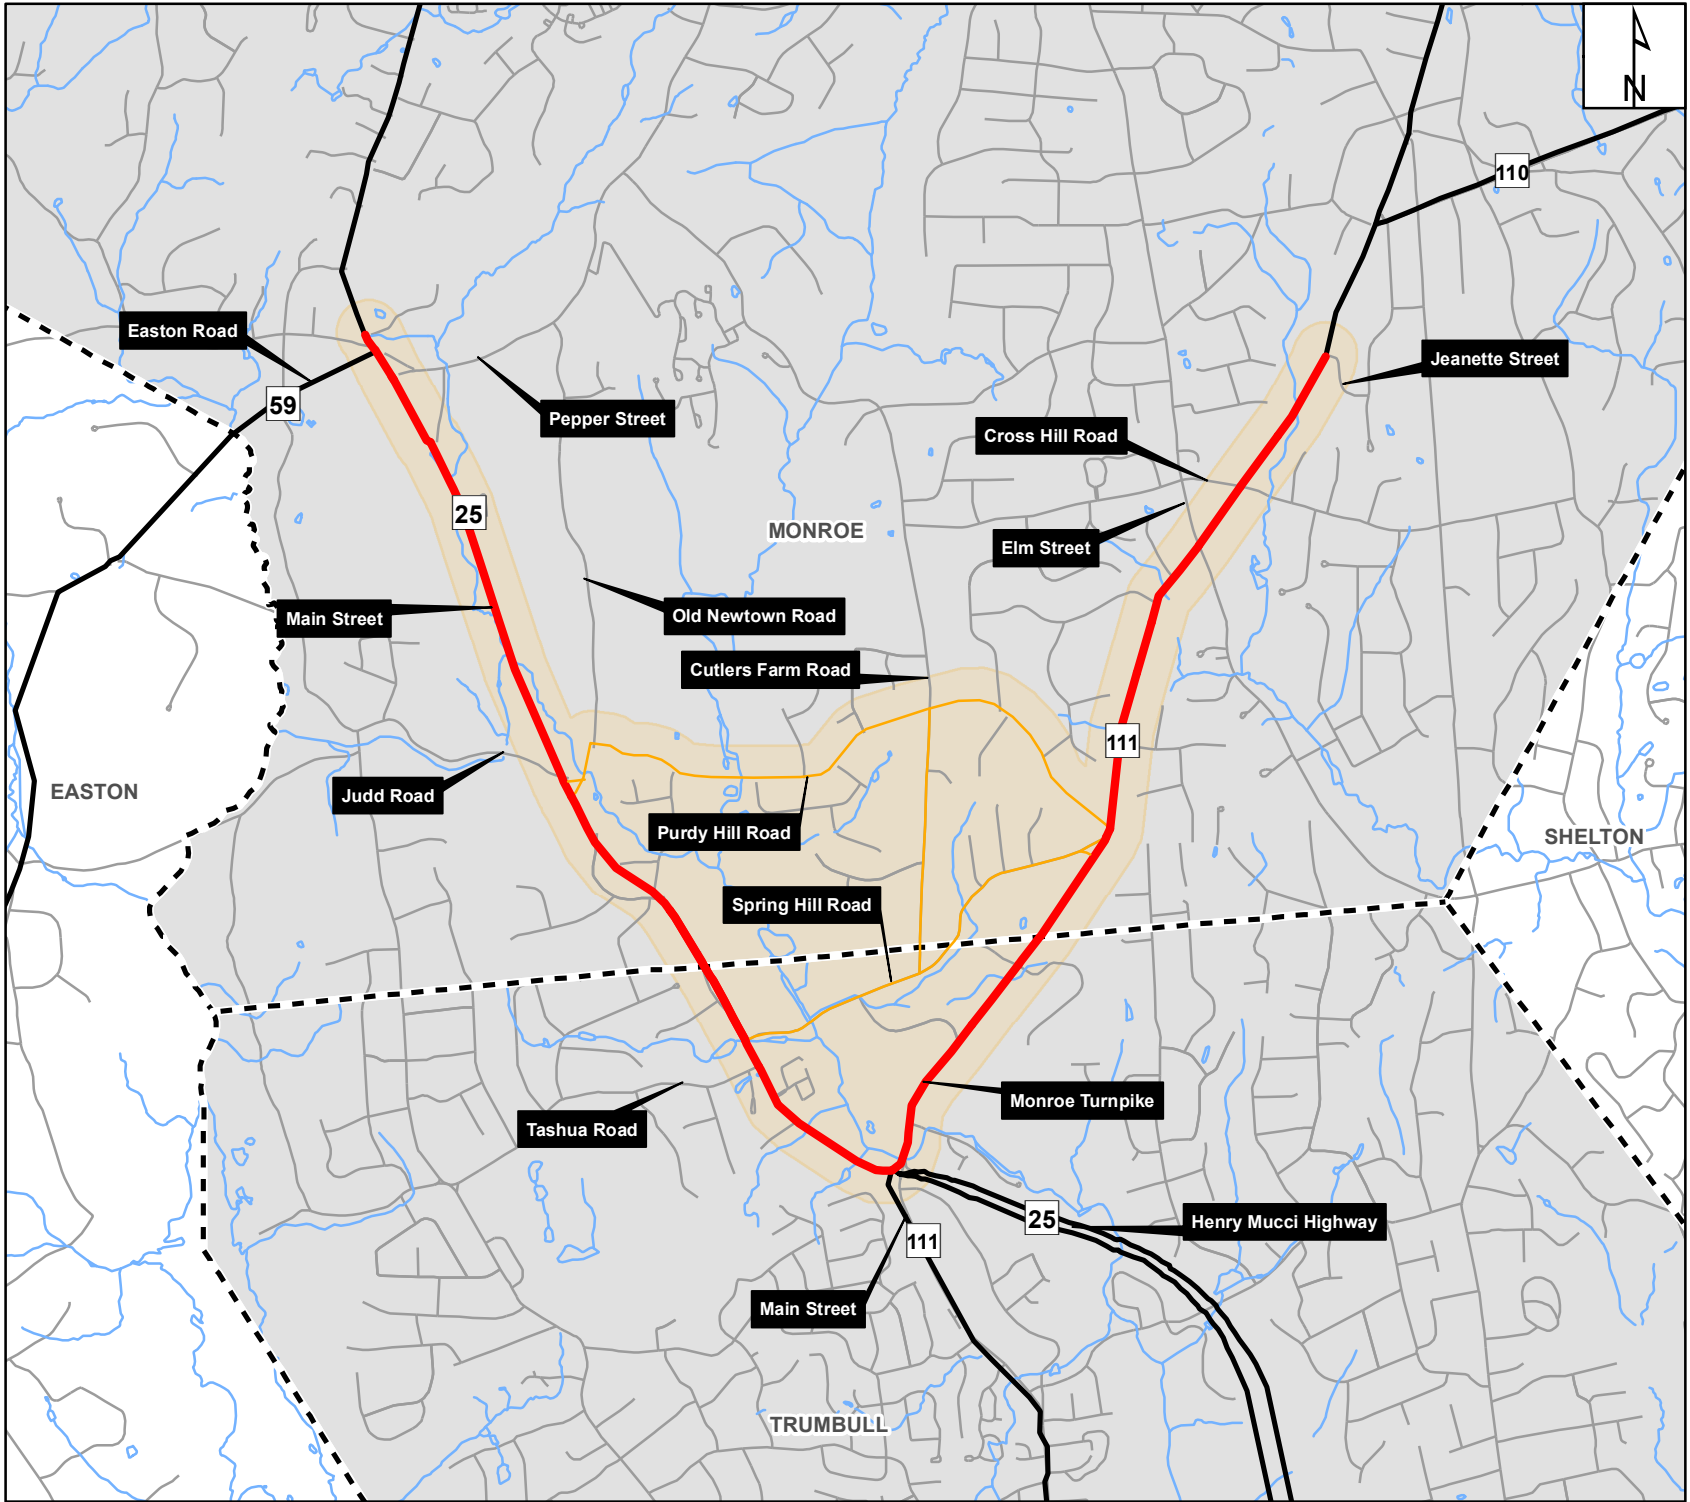 N
110
Easton Road
Jeanette Street
59
Pepper Street
Cross Hill Road
25
MONROE
Elm Street
Main Street
Old Newtown Road
Cutlers Farm Road
111
EASTON
Judd Road
Purdy Hill Road
SHELTON
Spring Hill Road
Monroe Turnpike
Tashua Road
25
Henry Mucci Highway
111
Main Street
TRUMBULL